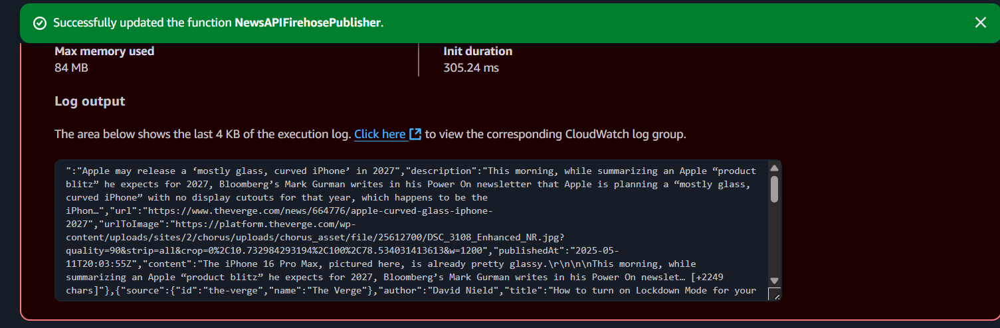 Successfully updated the function NewsAPIFirehosePublisher.
Max memory used
84 MB
Init duration
305.24 ms
Log output
The area below shows the last 4 KB of the execution log. Click here to view the corresponding CloudWatch log group.
":"Apple may release a ‘mostly glass, curved iPhone’ in 2027","description":"This morning, while summarizing an Apple “product
blitz” he expects for 2027, Bloomberg’s Mark Gurman writes in his Power On newsletter that Apple is planning a “mostly glass,
curved iPhone” with no display cutouts for that year, which happens to be the
iPhon…","url":"https://www.theverge.com/news/664776/apple-curved-glass-iphone-
2027","urlToImage":"https://platform.theverge.com/wp-
content/uploads/sites/2/chorus/uploads/chorus_asset/file/25612700/DSC_3108_Enhanced_NR.jpg?
quality=90&strip=all&crop=0%2C10.732984293194%2C100%2C78.534031413613&w=1200","publishedAt":"2025-05-
11T20:03:55Z","content":"The iPhone 16 Pro Max, pictured here, is already pretty glassy.\r\n\n\n\nThis morning, while
summarizing an Apple “product blitz” he expects for 2027, Bloomberg’s Mark Gurman writes in his Power On newslet… [+2249
chars]"},{"source":{"id":"the-verge","name":"The Verge"},"author":"David Nield","title":"How to turn on Lockdown Mode for your